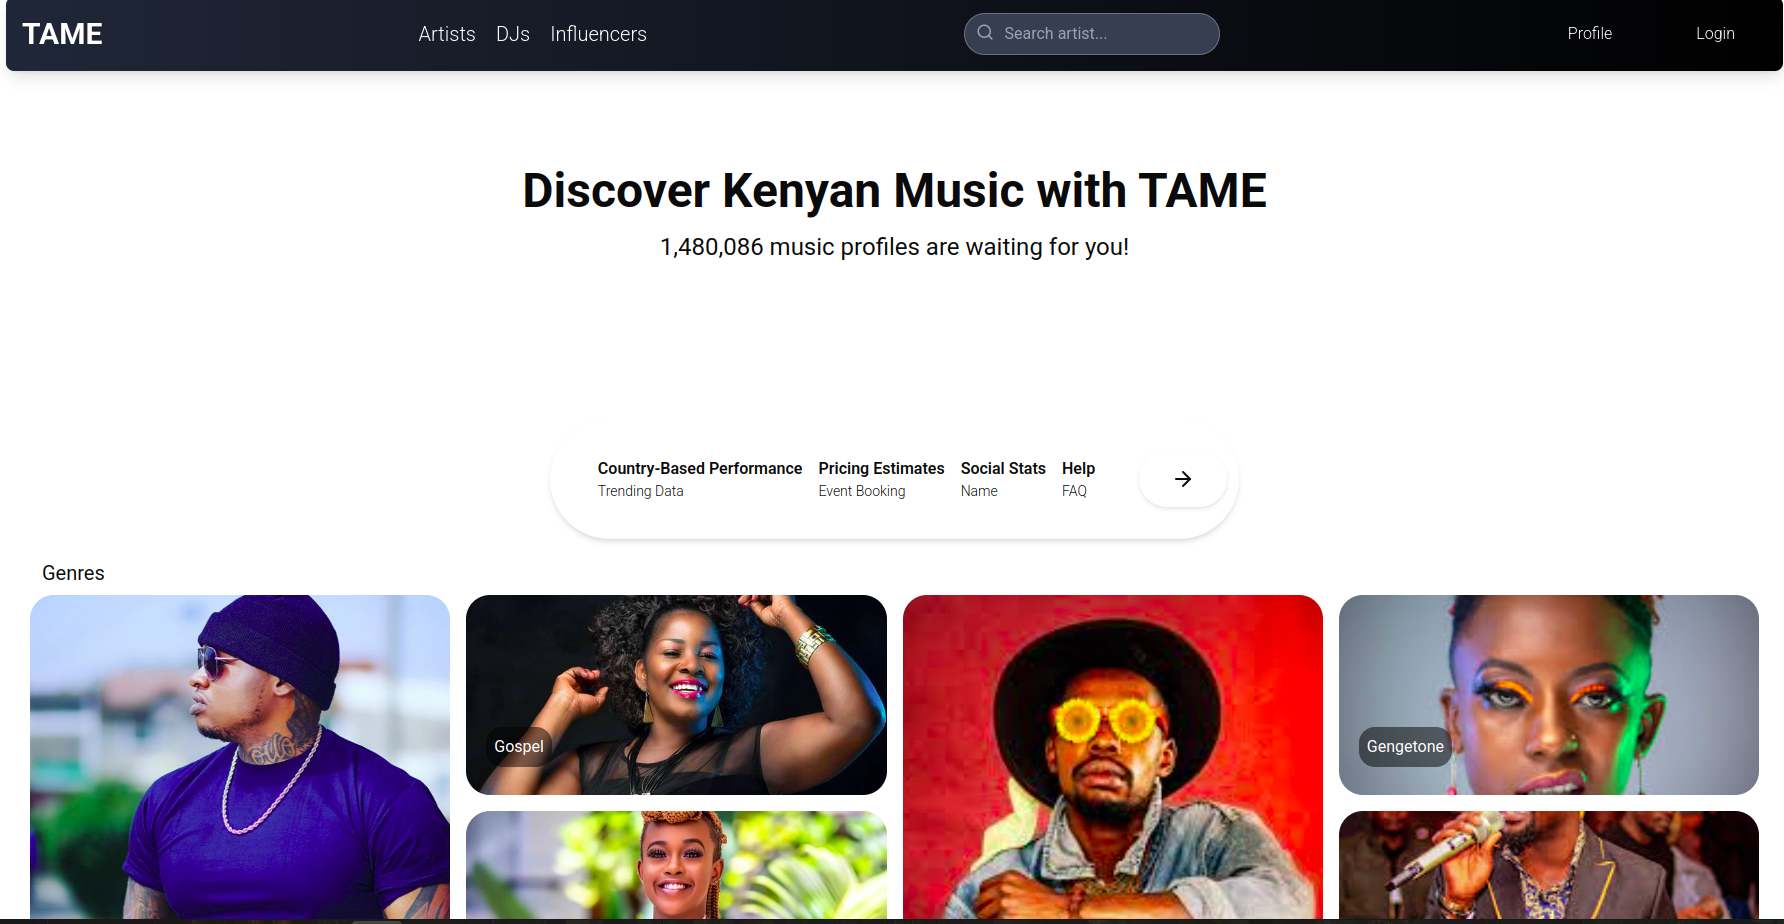 TAME
Artists DJs Influencers
Search artist...
Profile
Login
Discover Kenyan Music with TAME
1,480,086 music profiles are waiting for you!
Country-Based Performance
Trending Data
Pricing Estimates
Event Booking
Social Stats
Name
Help
FAQ
Genres
Gospel
Gengetone